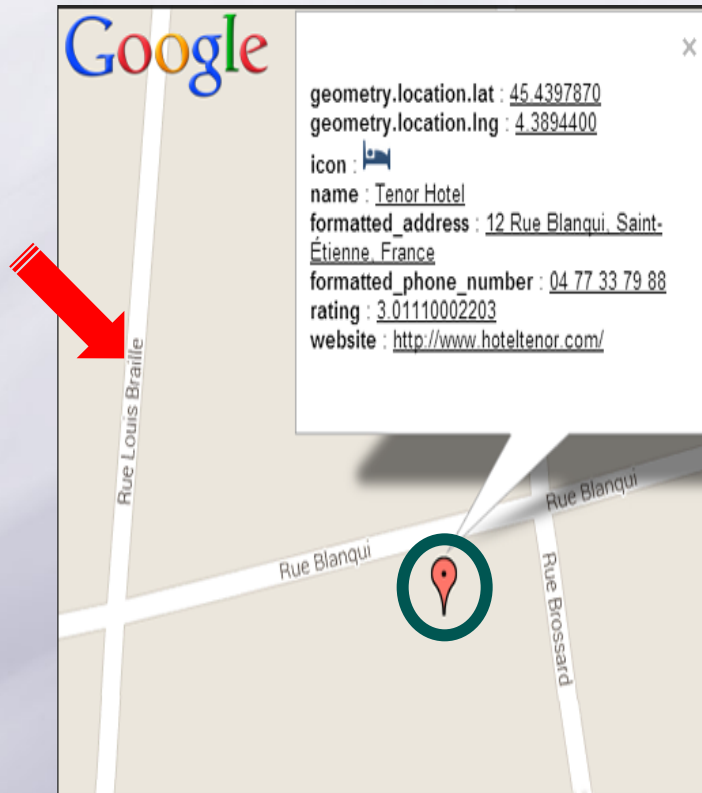 Google
×
geometry.location.lat : 45.4397870
geometry.location.lng : 4.3894400
icon :
name : Tenor Hotel
formatted_address : 12 Rue Blanqui, Saint-
Étienne, France
formatted_phone_number : 04 77 33 79 88
rating : 3.01110002203
website : http://www.hoteltenor.com/
Rue Louis Braille
Rue Blanqui
Rue Blanqui
Rue Brossard